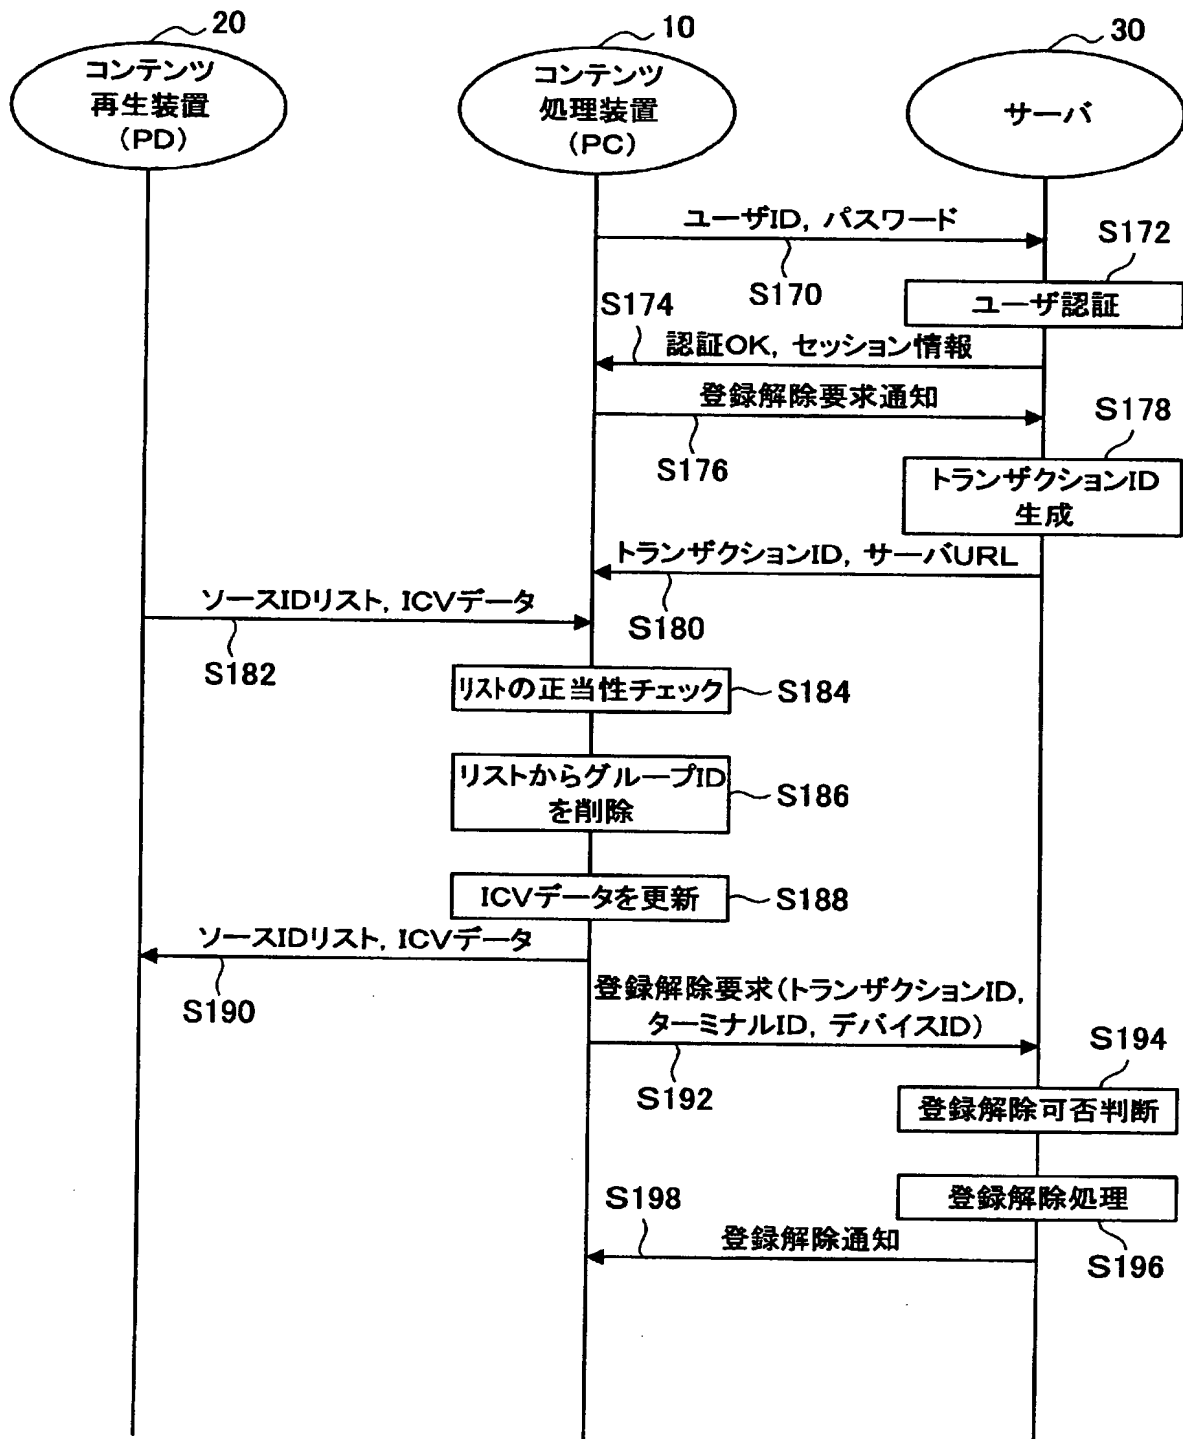 20
コンテンツ
再生装置
(PD)
10
コンテンツ
処理装置
(PC)
30
サーバ
ユーザID, パスワード
S170
S172
ユーザ認証
S174
認証OK, セッション情報
登録解除要求通知
S176
S178
トランザクションID
生成
トランザクションID, サーバURL
S180
ソースIDリスト, ICVデータ
S182
リストの正当性チェック
S184
リストからグループID
を削除
S186
ICVデータを更新
S188
ソースIDリスト, ICVデータ
S190
登録解除要求(トランザクションID,
ターミナルID, デバイスID)
S192
S194
登録解除可否判断
登録解除処理
S196
S198
登録解除通知